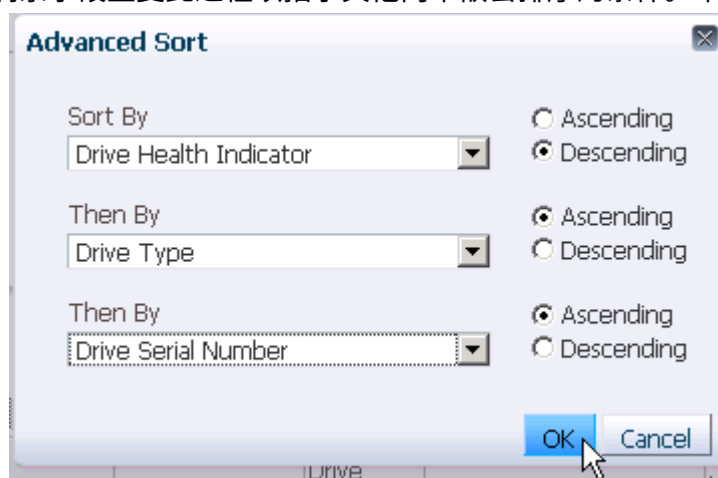 Advanced Sort
Sort By
Ascending
Drive Health Indicator
Descending
Then By
Ascending
Drive Type
Descending
Then By
Ascending
Drive Serial Number
Descending
OK
Cancel
Drive